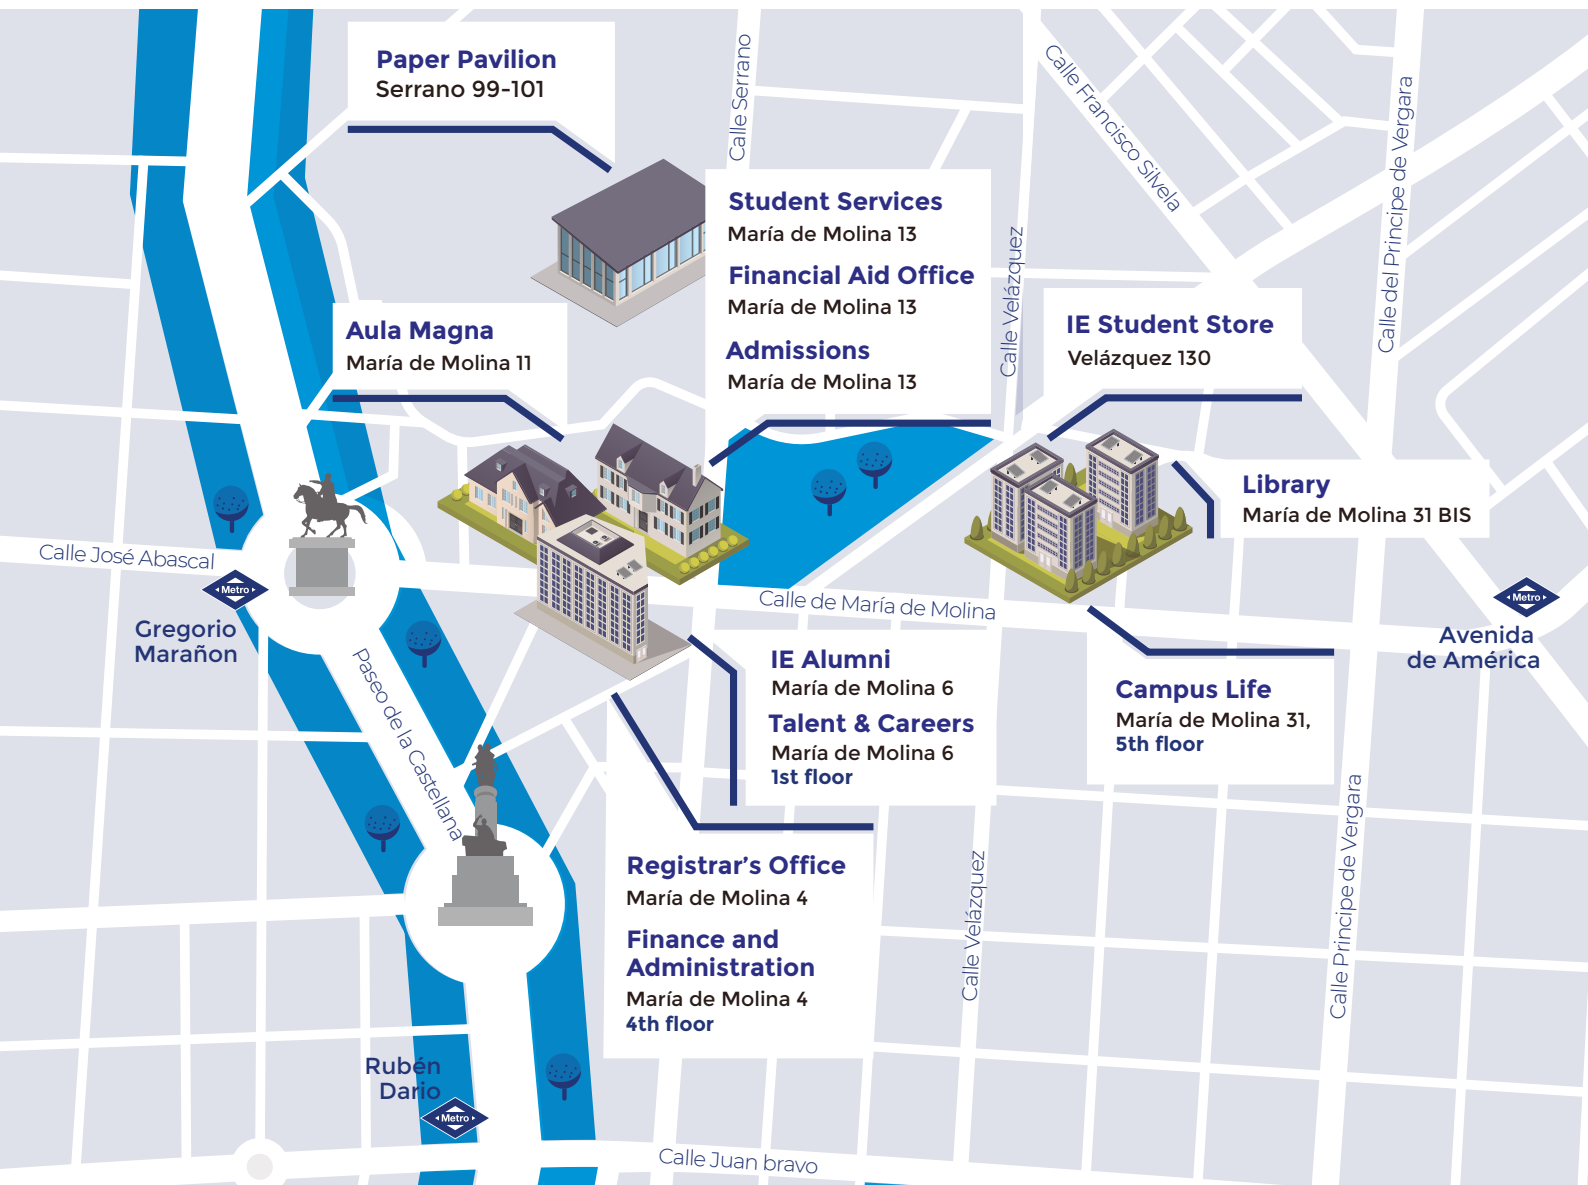 Paper Pavilion
Serrano 99-101
Calle Serrano
Calle Francisco Silvela
Calle del Principe de Vergara
Student Services
María de Molina 13
Financial Aid Office
María de Molina 13
Admissions
María de Molina 13
Calle Velázquez
Aula Magna
María de Molina 11
IE Student Store
Velázquez 130
Library
María de Molina 31 BIS
Calle José Abascal
Metro
Gregorio
Marañon
Calle de María de Molina
Metro
Avenida
de América
Paseo de la Castellana
IE Alumni
María de Molina 6
Talent & Careers
María de Molina 6
1st floor
Campus Life
María de Molina 31,
5th floor
Registrar's Office
María de Molina 4
Finance and
Administration
María de Molina 4
4th floor
Calle Velázquez
Calle Principe de Vergara
Rubén
Dario
Metro
Calle Juan bravo